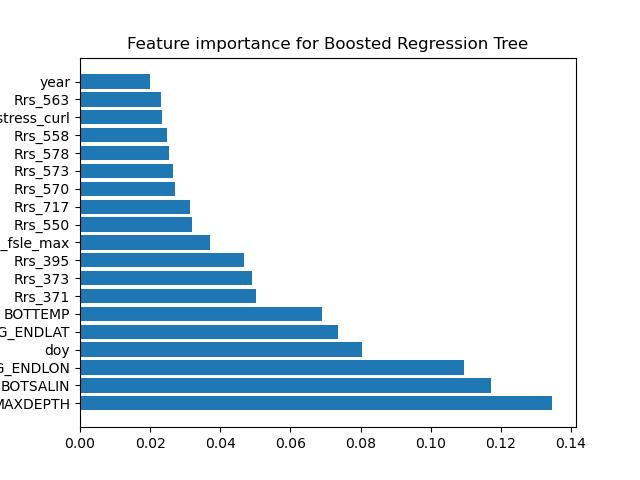 Feature importance for Boosted Regression Tree
year
Rrs_563
stress_curl
Rrs_558
Rrs_578
Rrs_573
Rrs_570
Rrs_717
Rrs_550
_fsle_max
Rrs_395
Rrs_373
Rrs_371
BOTTEMP
G_ENDLAT
doy
G_ENDLON
BOTSALIN
MAXDEPTH
0.00 0.02 0.04 0.06 0.08 0.10 0.12 0.14